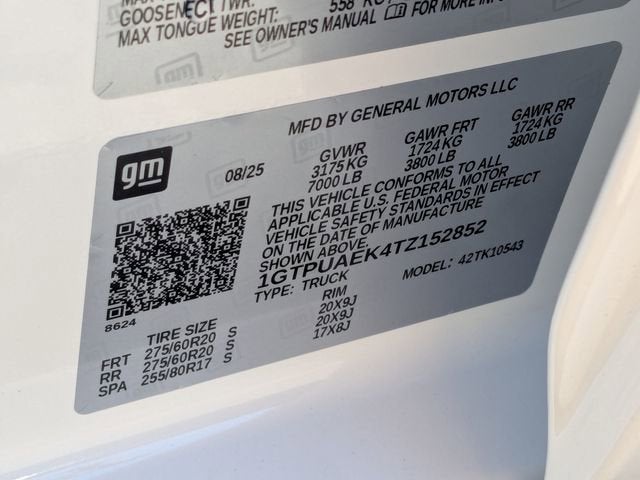 GOOSENECK TWR:
MAX TONGUE WEIGHT: 558 KG
SEE OWNER'S MANUAL FOR MORE
MFD BY GENERAL MOTORS LLC
gm
08/25
GVWR GAWR FRT GAWR RR
3175 KG 1724 KG 1724 KG
7000 LB 3800 LB 3800 LB
THIS VEHICLE CONFORMS TO ALL
APPLICABLE U.S. FEDERAL MOTOR
VEHICLE SAFETY STANDARDS IN EFFECT
ON THE DATE OF MANUFACTURE
SHOWN ABOVE.
1GTPUAEK4TZ152852
TYPE: TRUCK MODEL: 42TK10543
8624
TIRE SIZE RIM
FRT 275/60R20 S 20X9J
RR 275/60R20 S 20X9J
SPA 255/80R17 S 17X8J